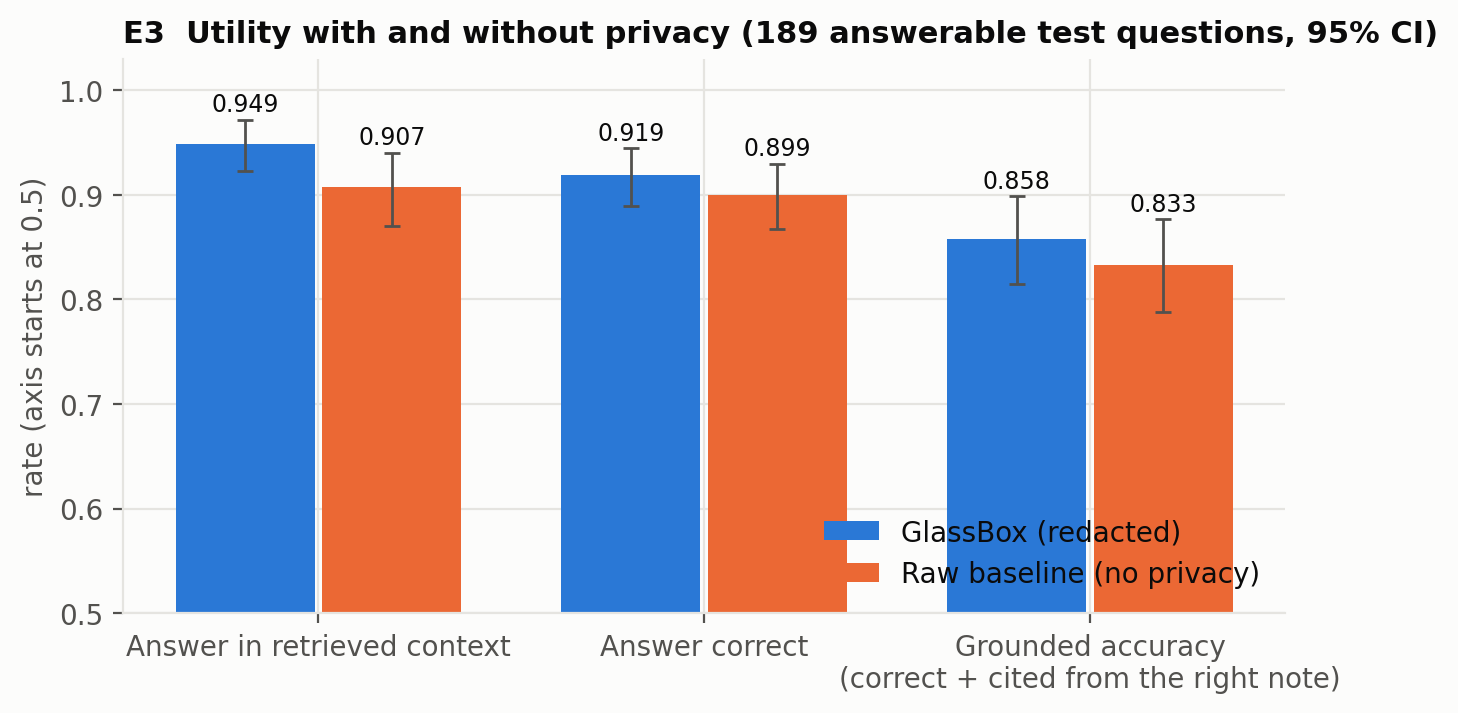 E3  Utility with and without privacy (189 answerable test questions, 95% CI)
rate (axis starts at 0.5)
1.0
0.9
0.8
0.7
0.6
0.5
0.949
0.907
0.919
0.899
0.858
0.833
GlassBox (redacted)
Raw baseline (no privacy)
Answer in retrieved context
Answer correct
Grounded accuracy
(correct + cited from the right note)